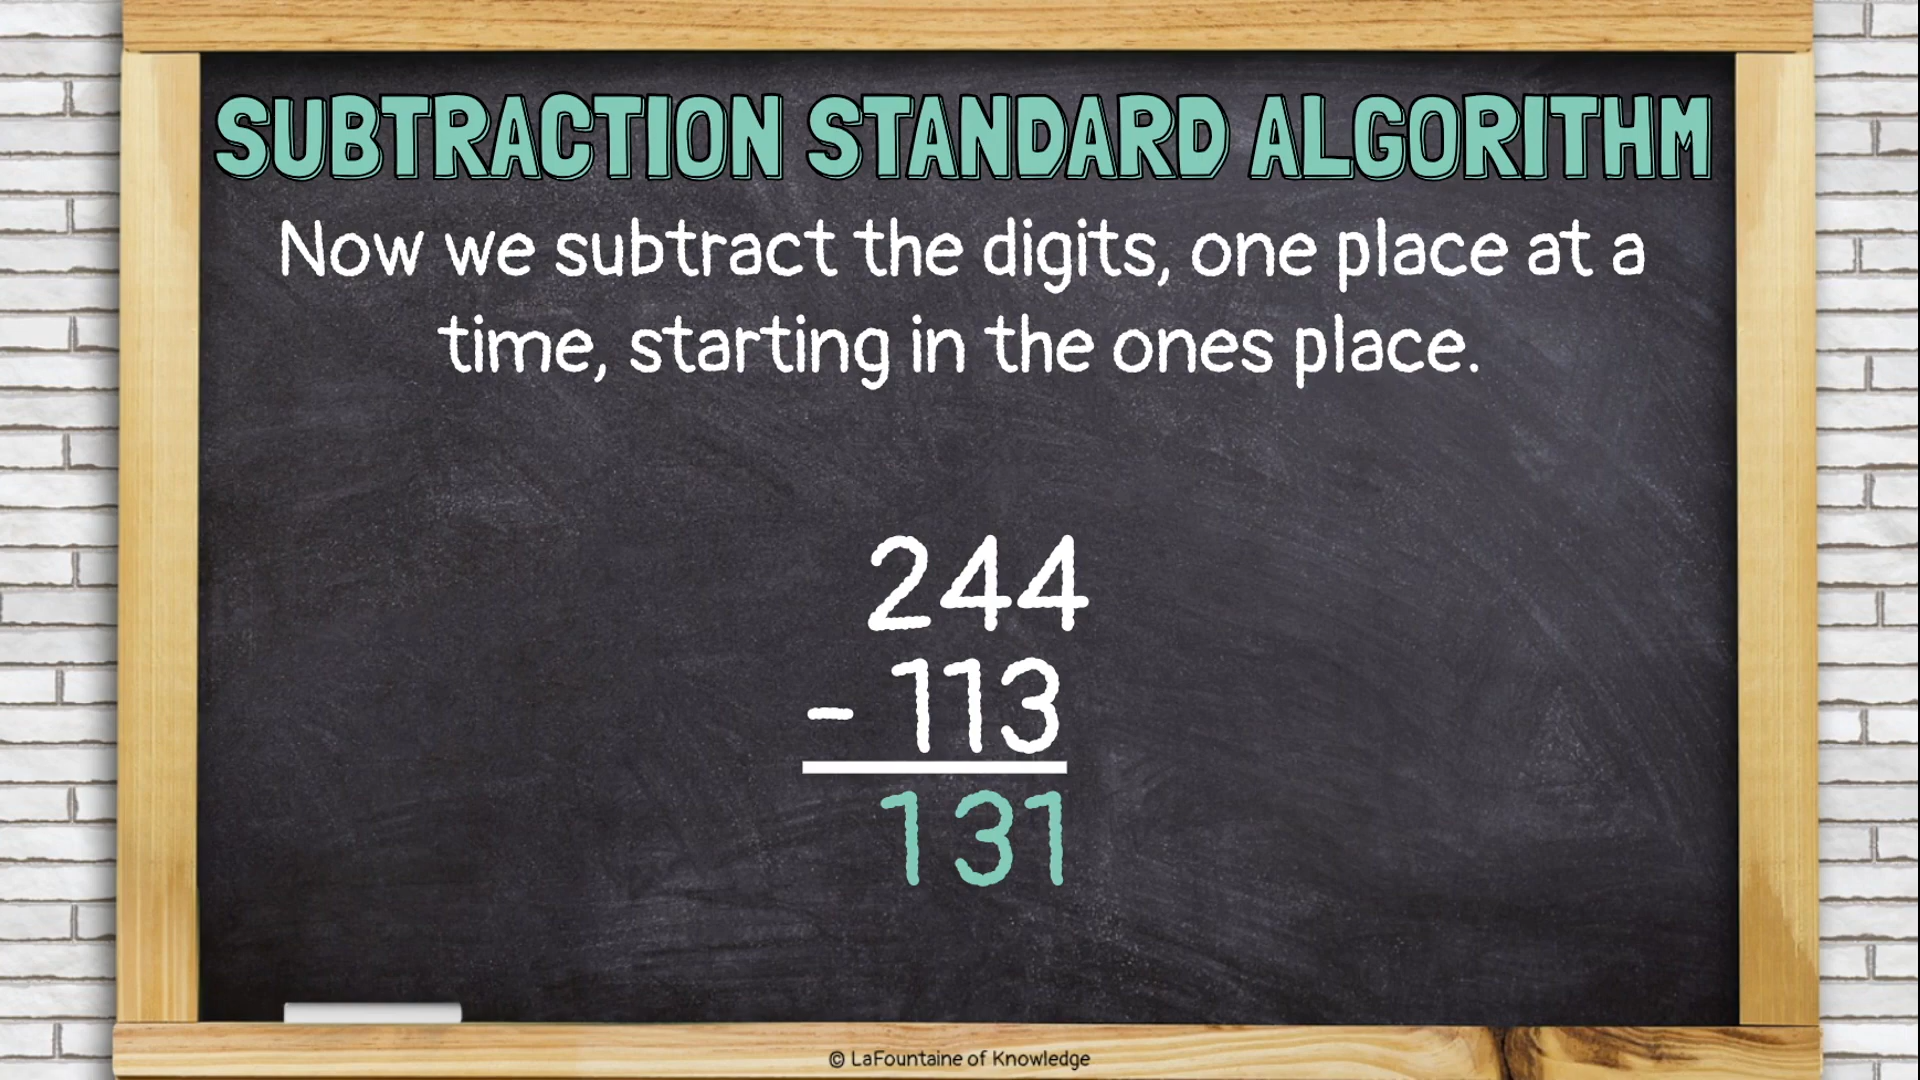 SUBTRACTION STANDARD ALGORITHM
Now we subtract the digits, one place at a
time, starting in the ones place.
244
- 113
131
© LaFountaine of Knowledge